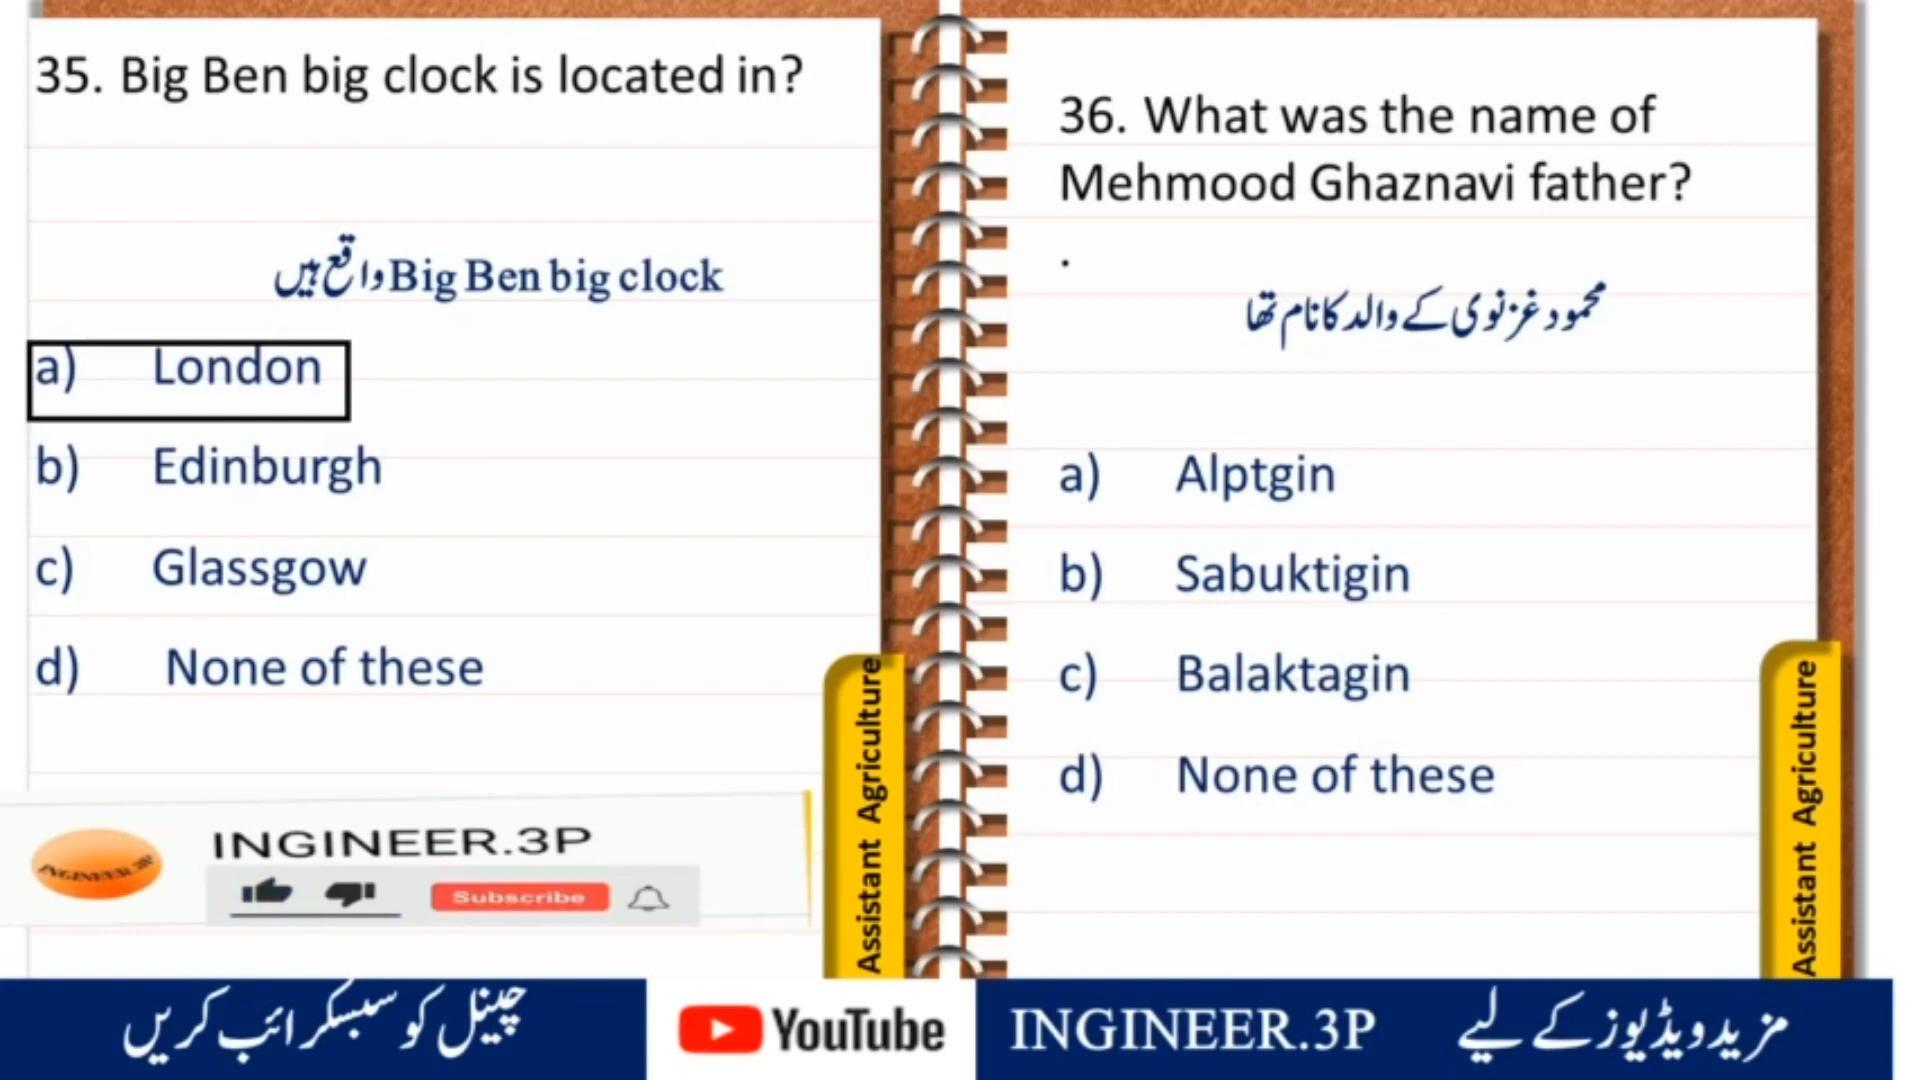 35. Big Ben big clock is located in?
Big Ben big clock واقع ہیں
a) London
b) Edinburgh
c) Glassgow
d) None of these
INGINEER.3P
INGINEER.3P
Subscribe
Assistant Agriculture
36. What was the name of
Mehmood Ghaznavi father?
.
محمود غزنوی کے والد کا نام تھا
a) Alptgin
b) Sabuktigin
c) Balaktagin
d) None of these
Assistant Agriculture
چینل کو سبسکرائب کریں
YouTube
INGINEER.3P
مزید ویڈیوز کے لیے